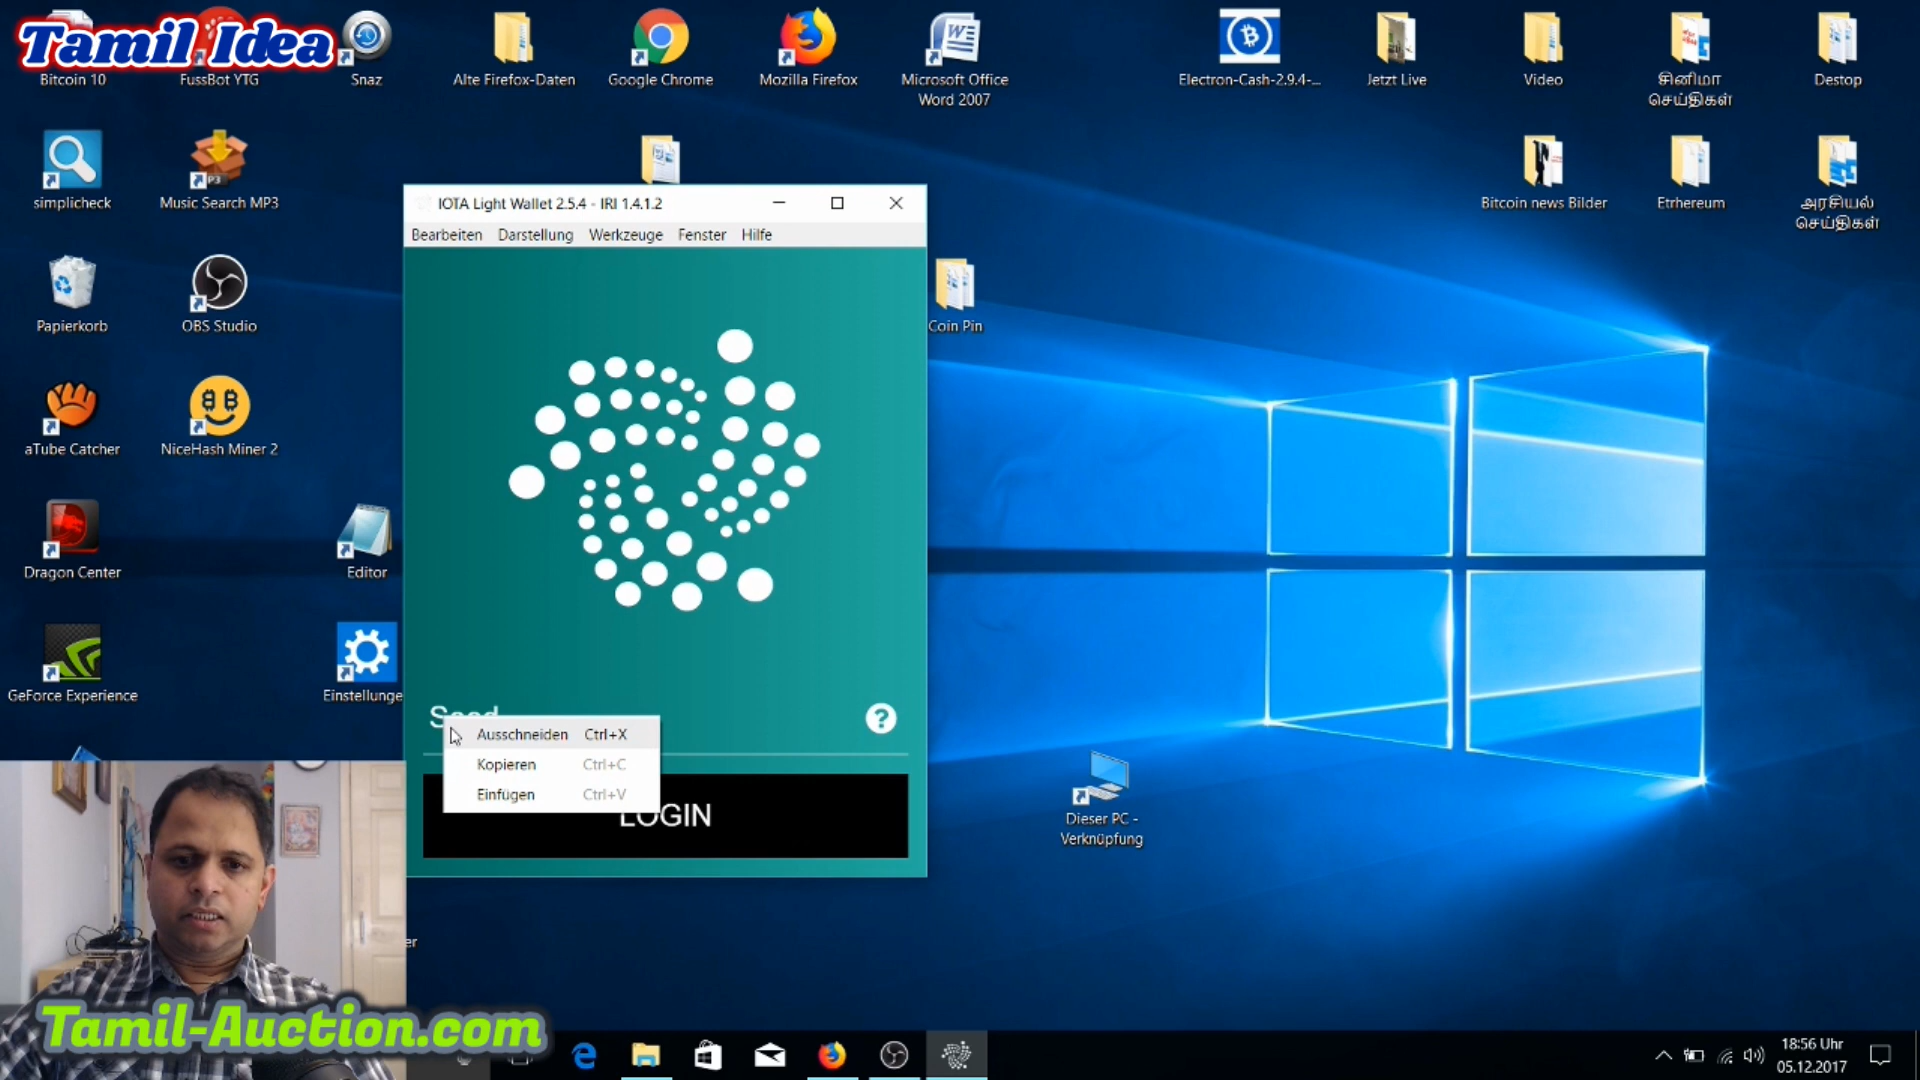 Tamil Idea
Bitcoin 10
FussBot YTG
Snaz
Alte Firefox-Daten
Google Chrome
Mozilla Firefox
Microsoft Office
Word 2007
Electron-Cash-2.9.4-...
Jetzt Live
Video
சினிமா
செய்திகள்
Destop
simplicheck
Music Search MP3
Bitcoin news Bilder
Etrhereum
அரசியல்
செய்திகள்
IOTA Light Wallet 2.5.4 - IRI 1.4.1.2
Bearbeiten Darstellung Werkzeuge Fenster Hilfe
Papierkorb
OBS Studio
Coin Pin
aTube Catcher
NiceHash Miner 2
Dragon Center
Editor
GeForce Experience
Einstellunge
Seed
?
Ausschneiden Ctrl+X
Kopieren Ctrl+C
Einfügen Ctrl+V
LOGIN
Dieser PC -
Verknüpfung
er
Tamil-Auction.com
18:56 Uhr
05.12.2017